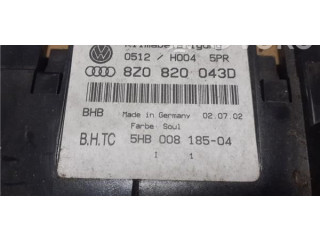 0512 / H004 5PR
8Z0 820 043D
BHB Made in Germany 02.07.02
Farbe Soul
B.H.TC 5HB 008 185-04
I 1